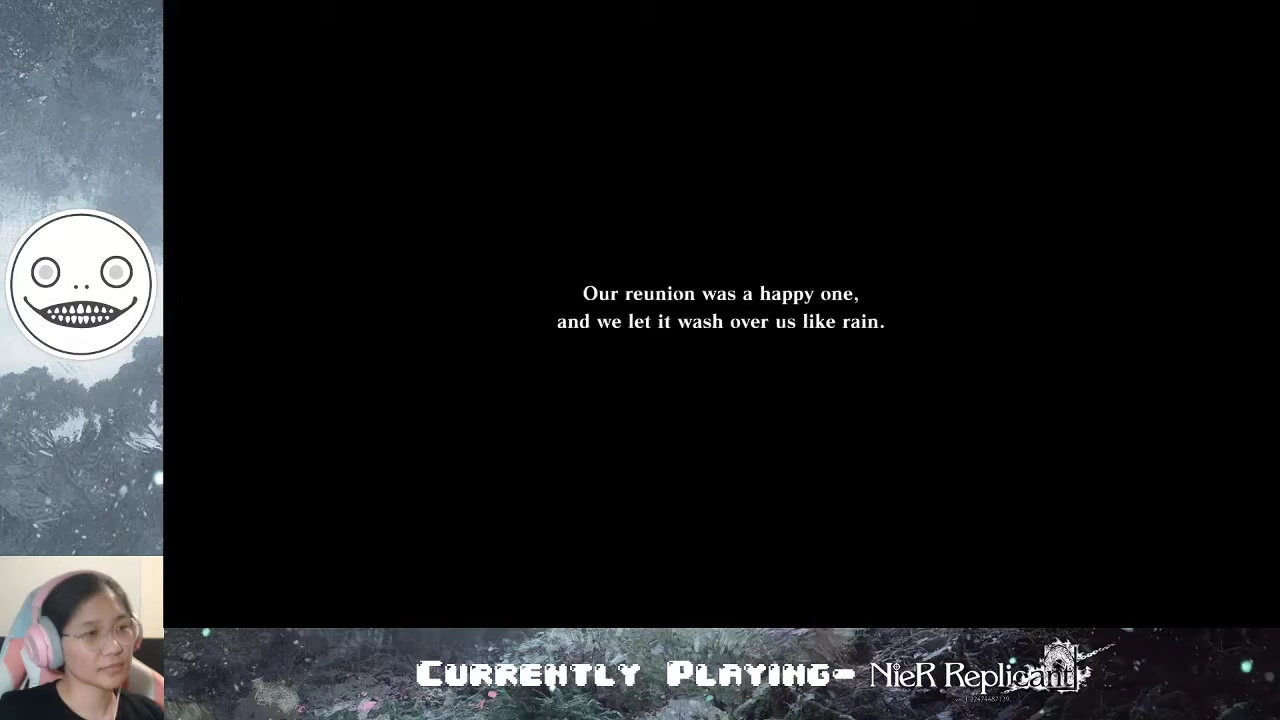 Our reunion was a happy one,
and we let it wash over us like rain.
Currently Playing- NieR Replicant